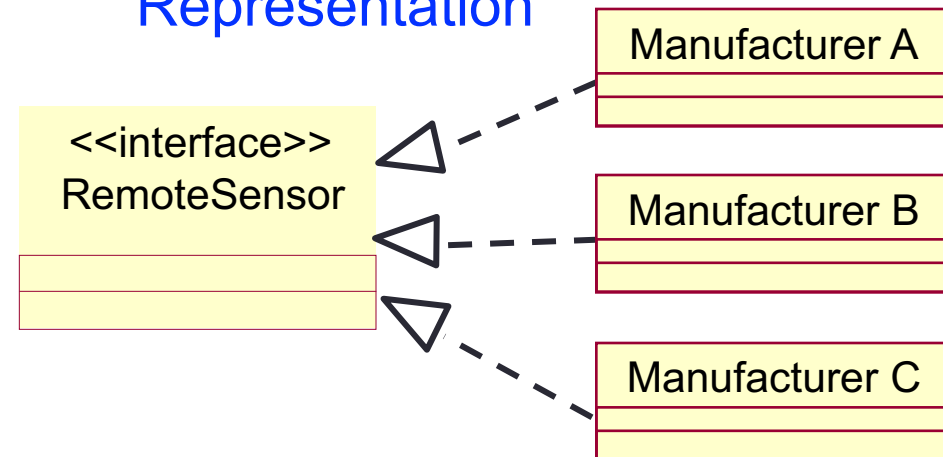 Representation
<<interface>>
RemoteSensor
Manufacturer A
Manufacturer B
Manufacturer C